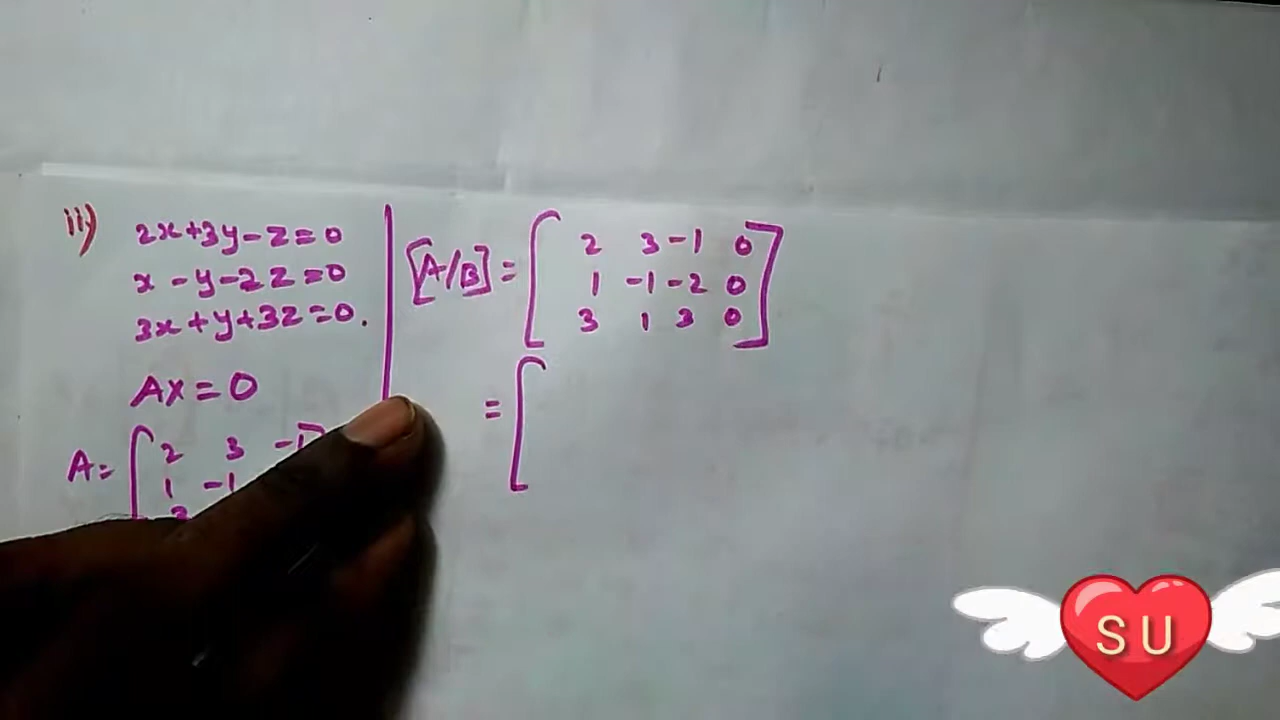 ii)
2x+3y-z=0
x-y-2z=0
3x+y+3z=0.
AX=0
A=[2 3 -1]
1 -1
3
[A/B]=[2 3 -1 0
1 -1 -2 0
3 1 3 0]
=[
SU